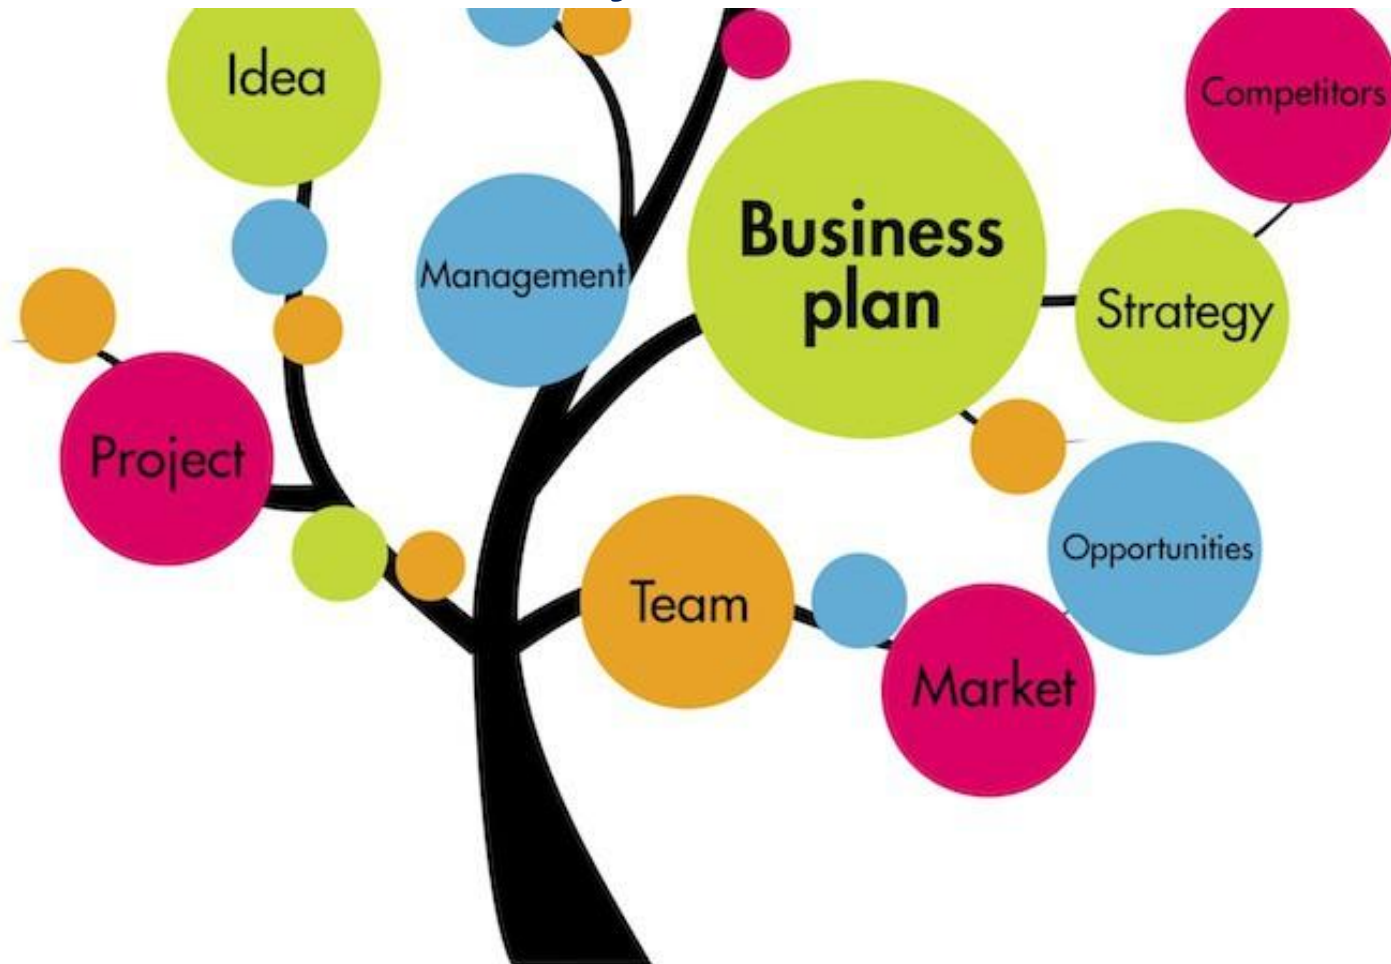 Idea
Competitors
Business
plan
Management
Strategy
Project
Opportunities
Team
Market